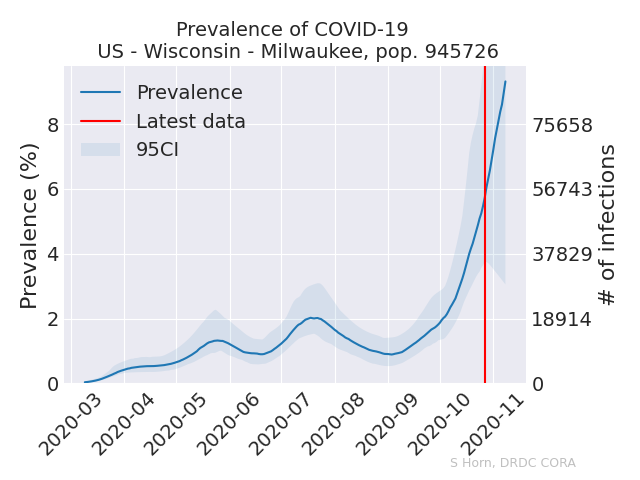 Prevalence of COVID-19
US - Wisconsin - Milwaukee, pop. 945726
Prevalence
Latest data
95CI
Prevalence (%)
8
6
4
2
0
75658
56743
37829
18914
0
# of infections
2020-03
2020-04
2020-05
2020-06
2020-07
2020-08
2020-09
2020-10
2020-11
S Horn, DRDC CORA